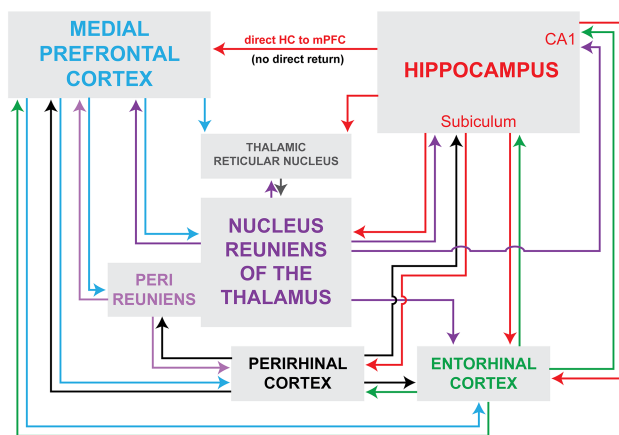 MEDIAL
PREFRONTAL
CORTEX
direct HC to mPFC
(no direct return)
CA1
HIPPOCAMPUS
Subiculum
THALAMIC
RETICULAR NUCLEUS
NUCLEUS
REUNIENS
OF THE
THALAMUS
PERI
REUNIENS
PERIRHINAL
CORTEX
ENTORHINAL
CORTEX